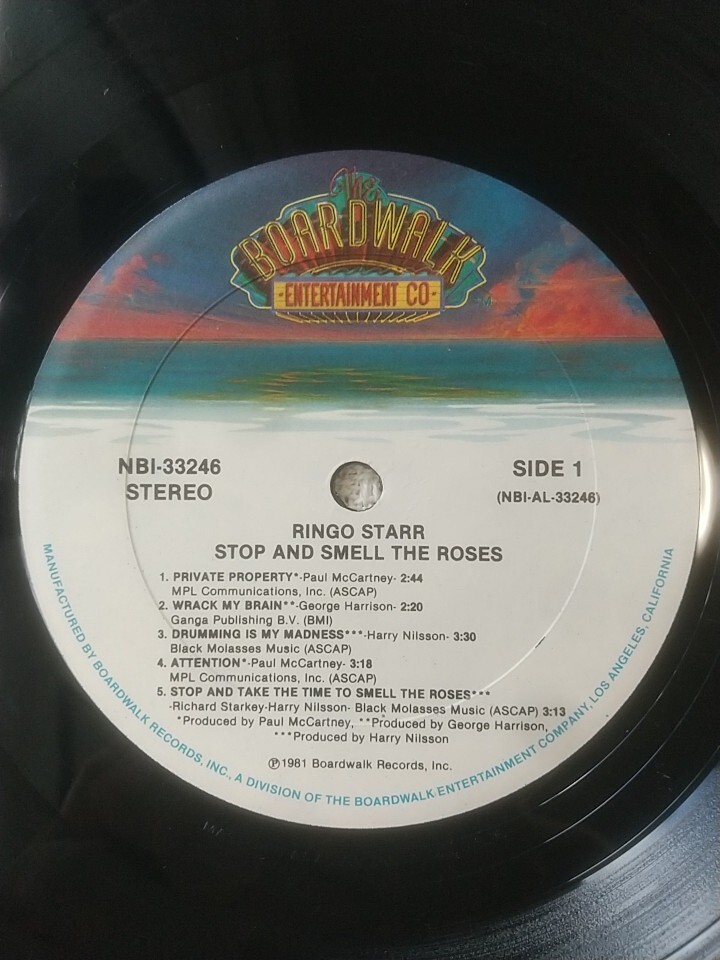 The
BOARDWALK
ENTERTAINMENT CO
NBI-33246
STEREO
SIDE 1
(NBI-AL-33246)
RINGO STARR
STOP AND SMELL THE ROSES
1. PRIVATE PROPERTY*-Paul McCartney- 2:44
MPL Communications, Inc. (ASCAP)
2. WRACK MY BRAIN**-George Harrison- 2:20
Ganga Publishing B.V. (BMI)
3. DRUMMING IS MY MADNESS***-Harry Nilsson- 3:30
Black Molasses Music (ASCAP)
4. ATTENTION*-Paul McCartney- 3:18
MPL Communications, Inc. (ASCAP)
5. STOP AND TAKE THE TIME TO SMELL THE ROSES***
-Richard Starkey-Harry Nilsson- Black Molasses Music (ASCAP) 3:13
*Produced by Paul McCartney, **Produced by George Harrison,
***Produced by Harry Nilsson
℗1981 Boardwalk Records, Inc.
MANUFACTURED BY BOARDWALK RECORDS, INC., A DIVISION OF THE BOARDWALK ENTERTAINMENT COMPANY, LOS ANGELES, CALIFORNIA